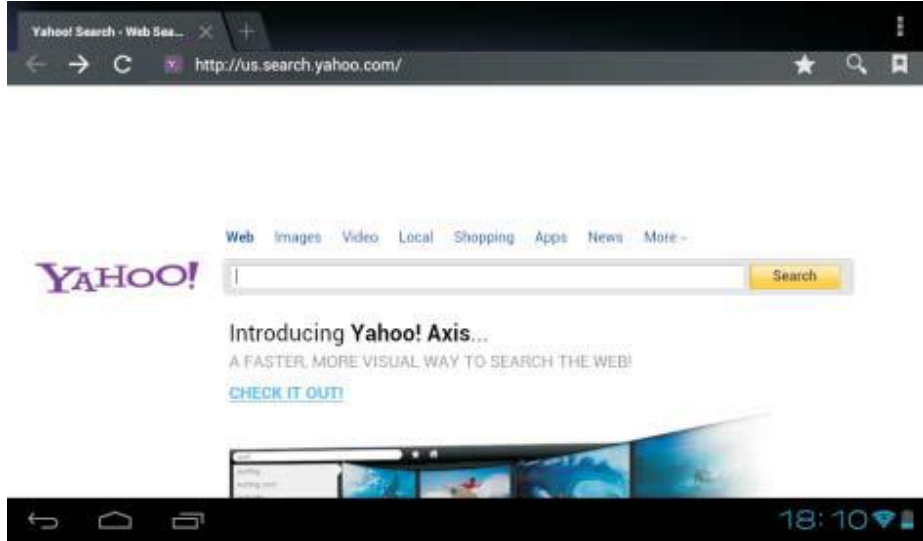 Yahoo! Search - Web Sea...
http://us.search.yahoo.com/
Web Images Video Local Shopping Apps News More
YAHOO!
Search
Introducing Yahoo! Axis...
A FASTER, MORE VISUAL WAY TO SEARCH THE WEB!
CHECK IT OUT!
surfing
18:10